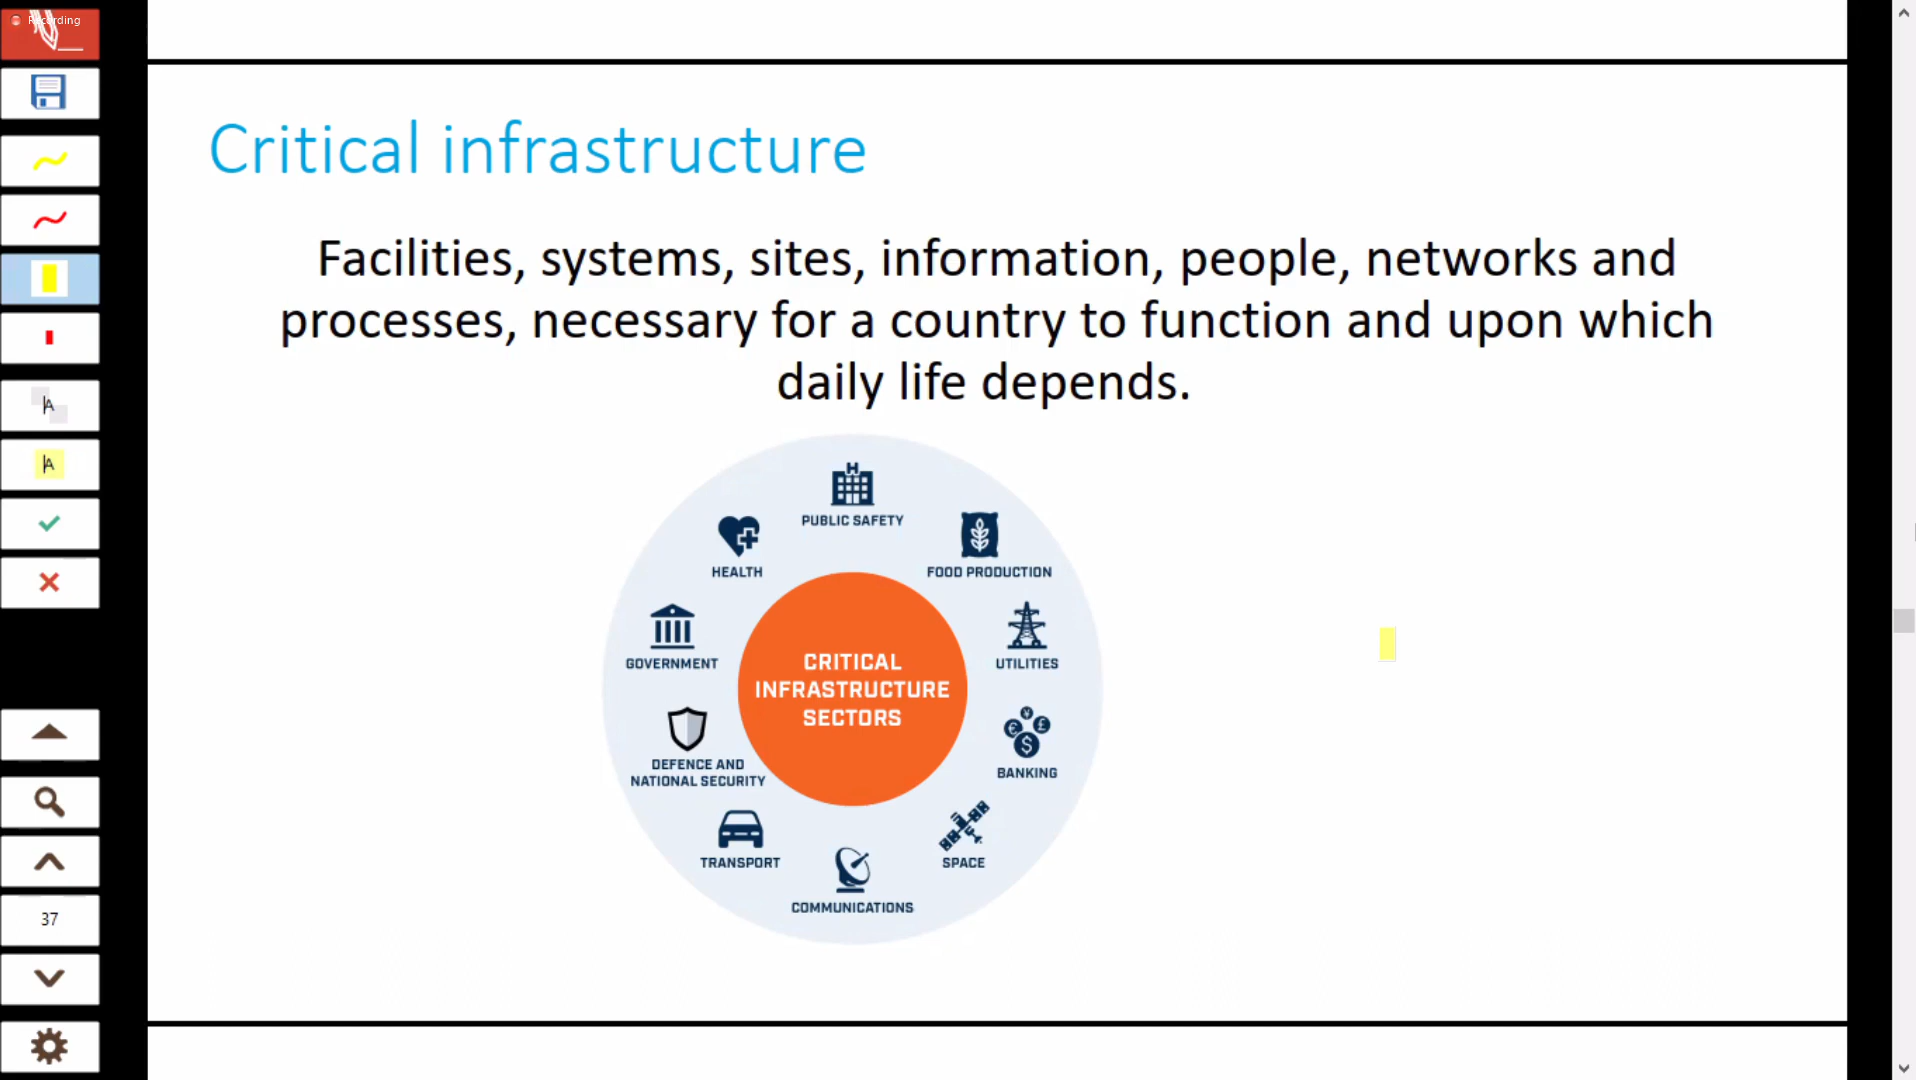 Recording
Critical infrastructure
Facilities, systems, sites, information, people, networks and
processes, necessary for a country to function and upon which
daily life depends.
H
PUBLIC SAFETY
HEALTH
FOOD PRODUCTION
GOVERNMENT
UTILITIES
CRITICAL
INFRASTRUCTURE
SECTORS
DEFENCE AND
NATIONAL SECURITY
¥
€ £
$
BANKING
TRANSPORT
SPACE
COMMUNICATIONS
A
A
37